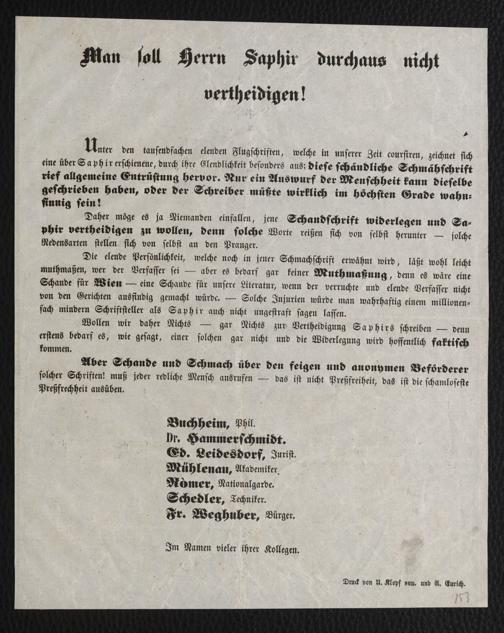 Man soll Herrn Saphir durchaus nicht
vertheidigen!
Unter den tausendfachen elenden Flugschriften, welche in unserer Zeit coursiren, zeichnet sich
eine über Saphir erschienene, durch ihre Elendlichkeit besonders aus: diese schändliche Schmähschrift
rief allgemeine Entrüstung hervor. Nur ein Auswurf der Menschheit kann dieselbe
geschrieben haben, oder der Schreiber müßte wirklich im höchsten Grade wahn-
sinnig sein!
Daher möge es ja Niemanden einfallen, jene Schandschrift widerlegen und Sa-
phir vertheidigen zu wollen, denn solche Worte reißen sich von selbst herunter — solche
Redensarten stellen sich von selbst an den Pranger.
Die elende Persönlichkeit, welche noch in jener Schmachschrift erwähnt wird, läßt wohl leicht
muthmaßen, wer der Verfasser sei — aber es bedarf gar keiner Muthmaßung, denn es wäre eine
Schande für Wien — eine Schande für unsere Literatur, wenn der verruchte und elende Verfasser nicht
von den Gerichten ausfindig gemacht würde. — Solche Injurien würde man wahrhaftig einem millionen-
fach mindern Schriftsteller als Saphir auch nicht ungestraft sagen lassen.
Wollen wir daher Nichts — gar Nichts zur Vertheidigung Saphirs schreiben — denn
erstens bedarf es, wie gesagt, einer solchen gar nicht und die Widerlegung wird hoffentlich faktisch
kommen.
Aber Schande und Schmach über den feigen und anonymen Beförderer
solcher Schriften! muß jeder redliche Mensch ausrufen — das ist nicht Preßfreiheit, das ist die schamloseste
Preßfrechheit ausüben.
Buchheim, Phil.
Dr. Hammerschmidt.
Ed. Leidesdorf, Jurist.
Mühlenau, Akademiker.
Römer, Nationalgarde.
Schedler, Techniker.
Fr. Weghuber, Bürger.
Im Namen vieler ihrer Kollegen.
Druck von U. Klopf sen. und A. Eurich.
153